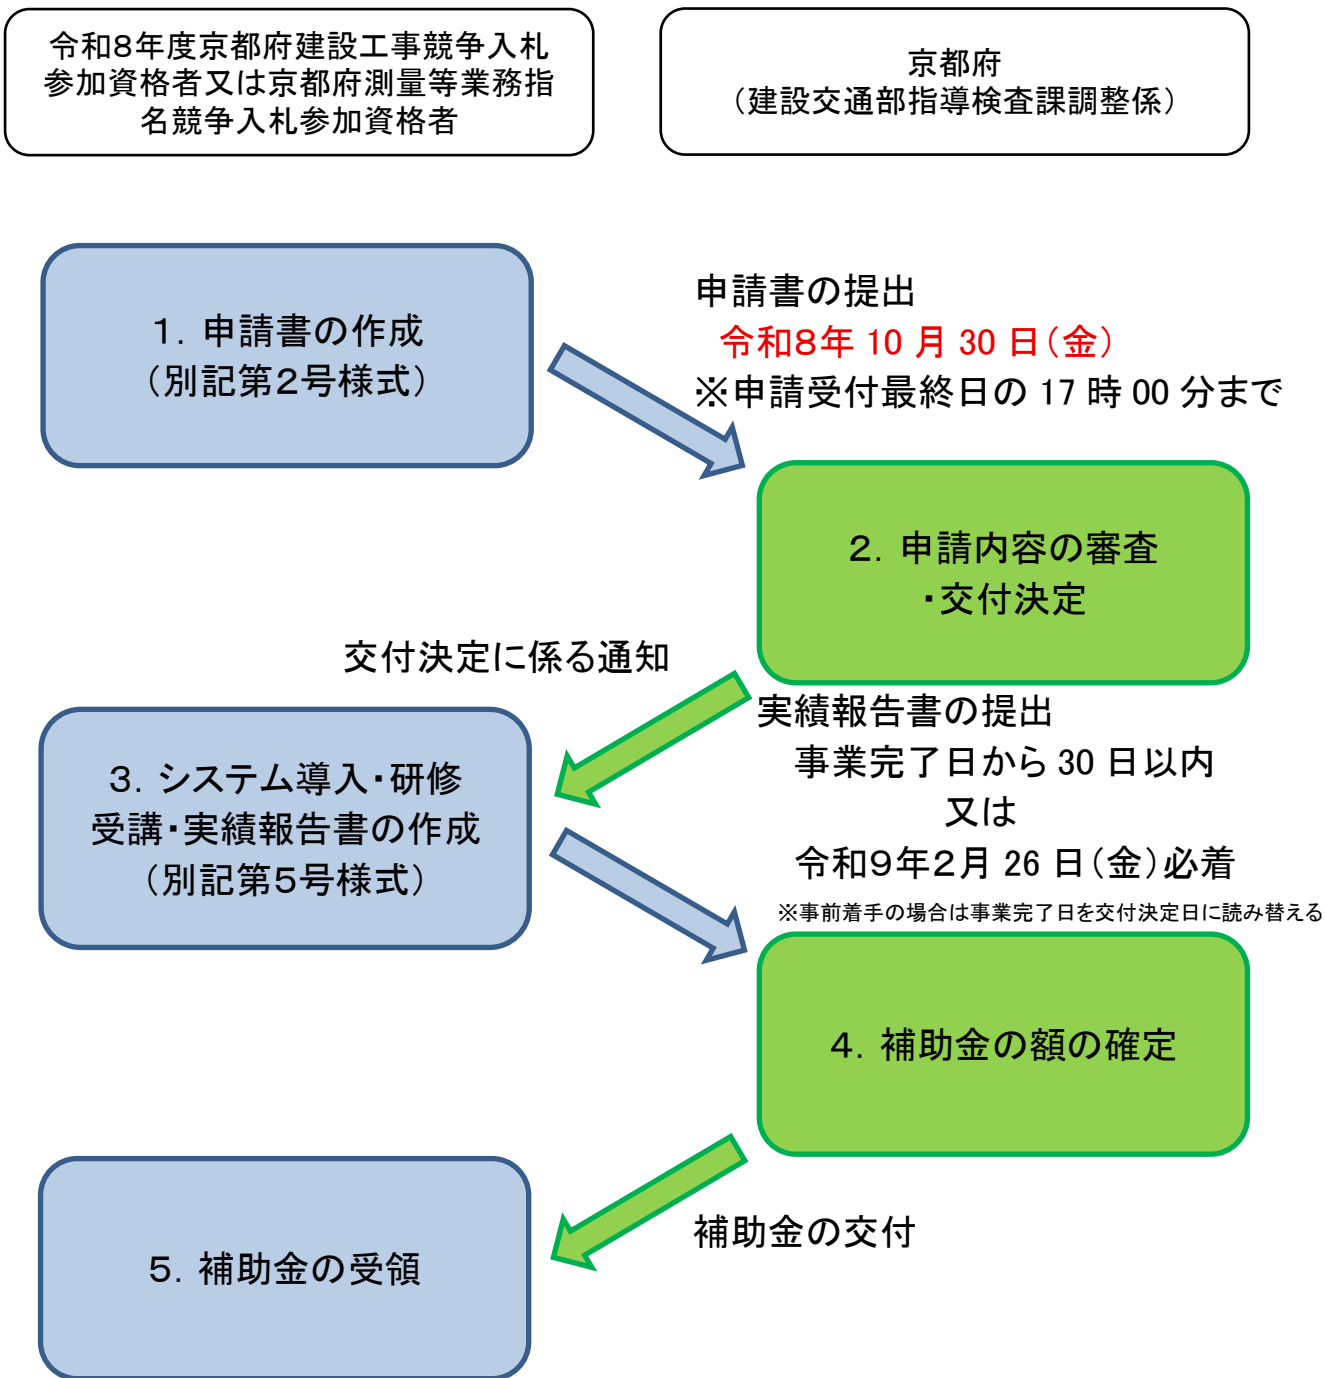 令和８年度京都府建設工事競争入札
参加資格者又は京都府測量等業務指
名競争入札参加資格者
京都府
（建設交通部指導検査課調整係）
１．申請書の作成
（別記第２号様式）
申請書の提出
令和８年 10 月 30 日（金）
※申請受付最終日の 17 時 00 分まで
２．申請内容の審査
・交付決定
交付決定に係る通知
３．システム導入・研修
受講・実績報告書の作成
（別記第５号様式）
実績報告書の提出
事業完了日から 30 日以内
又は
令和９年２月 26 日（金）必着
※事前着手の場合は事業完了日を交付決定日に読み替える
４．補助金の額の確定
補助金の交付
５．補助金の受領